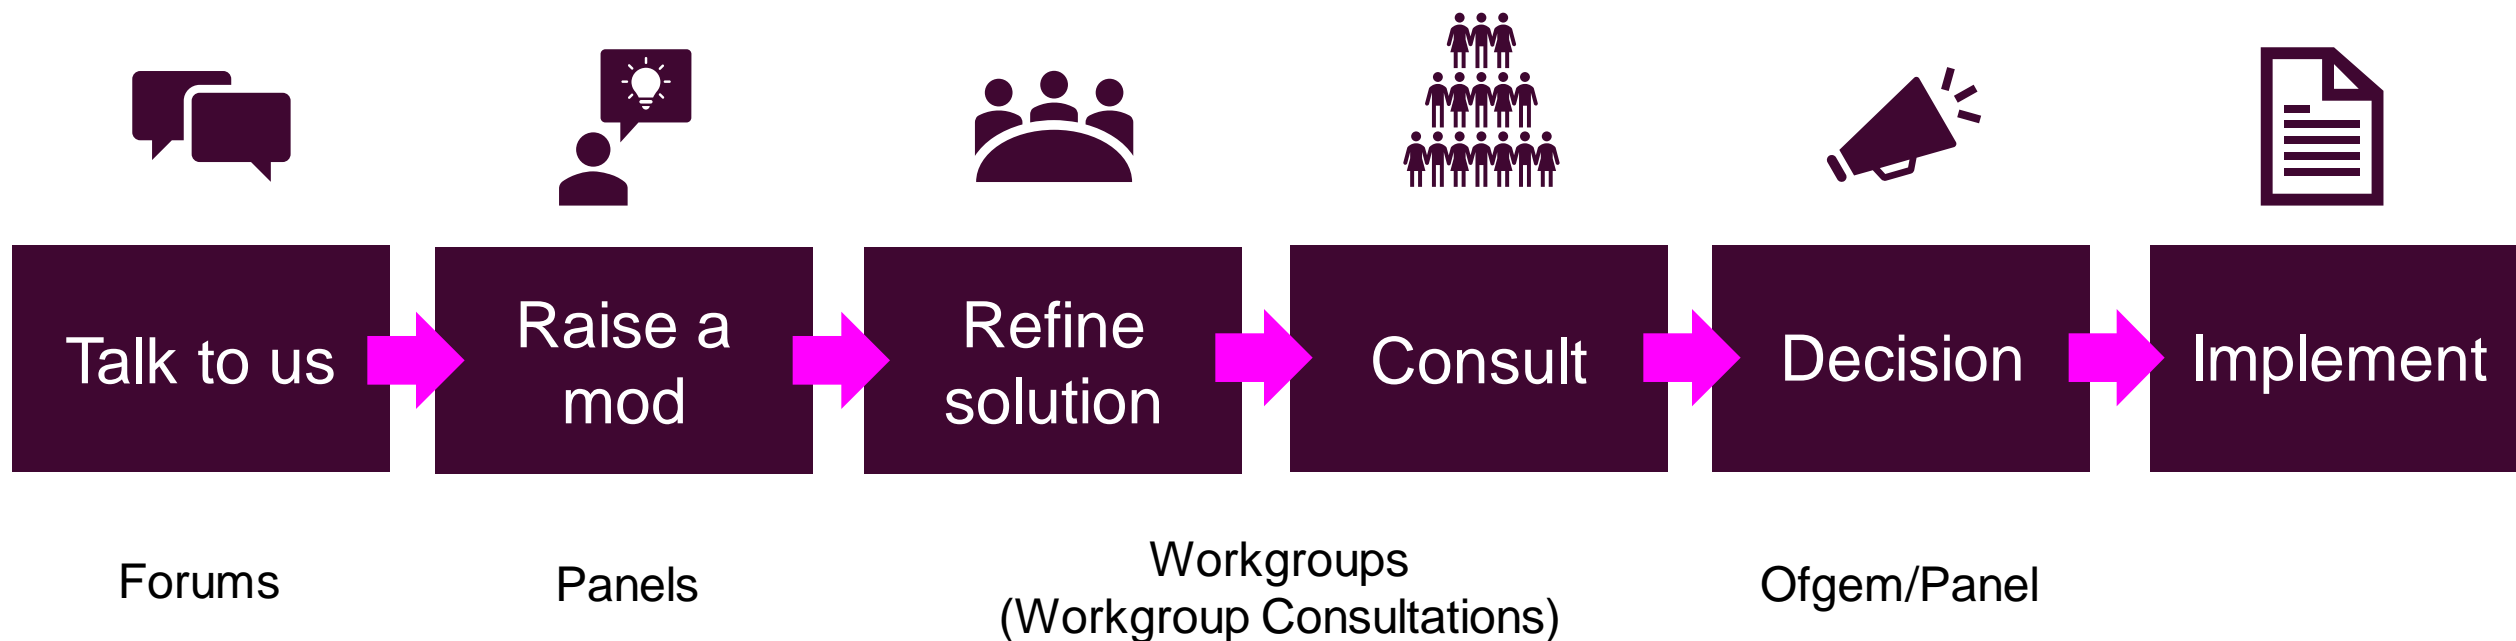 Talk to us
Raise a
mod
Refine
solution
Consult
Decision
Implement
Forums
Panels
Workgroups
(Workgroup Consultations)
Ofgem/Panel